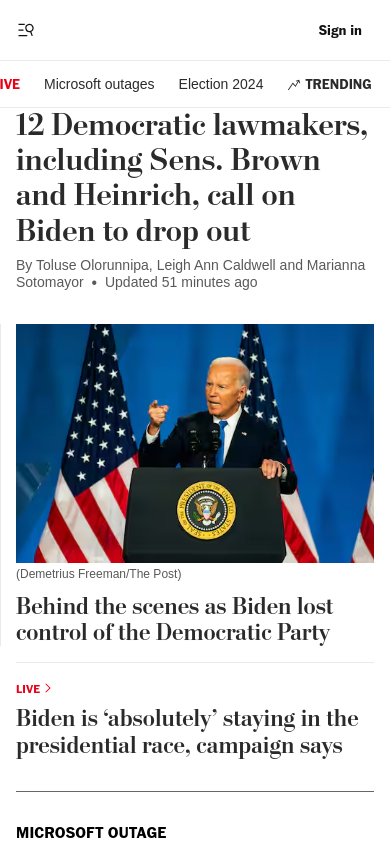 Sign in
IVE Microsoft outages Election 2024 TRENDING
12 Democratic lawmakers,
including Sens. Brown
and Heinrich, call on
Biden to drop out
By Toluse Olorunnipa, Leigh Ann Caldwell and Marianna
Sotomayor • Updated 51 minutes ago
(Demetrius Freeman/The Post)
Behind the scenes as Biden lost
control of the Democratic Party
LIVE
Biden is ‘absolutely’ staying in the
presidential race, campaign says
MICROSOFT OUTAGE